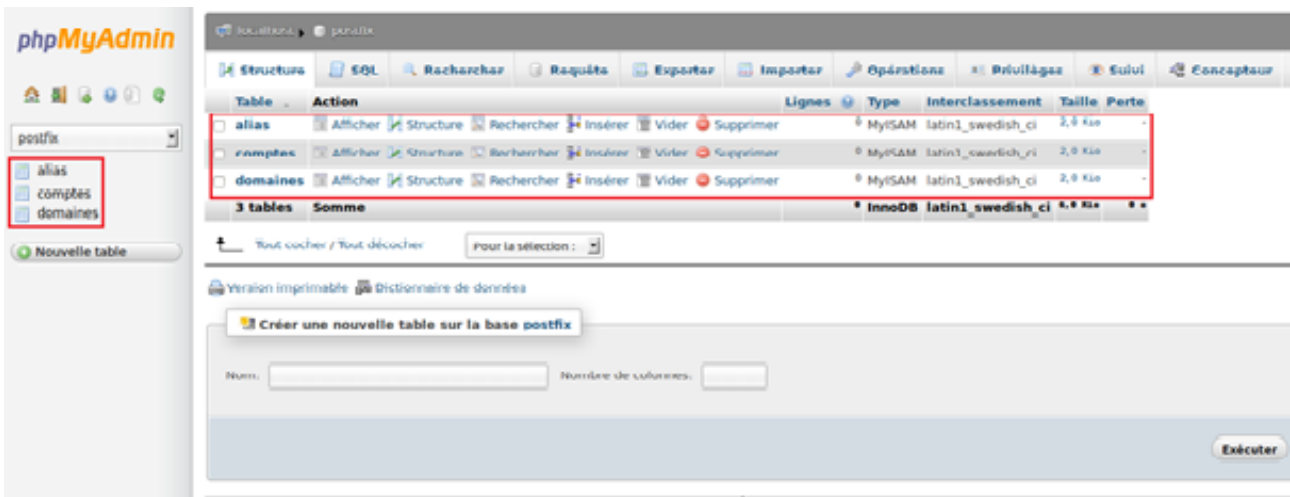 phpMyAdmin
localhost ▸ postfix
Structure SQL Rechercher Requête Exporter Importer Opérations Privilèges Suivi Concepteur
postfix
alias
comptes
domaines
Nouvelle table
Table Action Lignes Type Interclassement Taille Perte
alias Afficher Structure Rechercher Insérer Vider Supprimer 0 MyISAM latin1_swedish_ci 2,0 Kio -
comptes Afficher Structure Rechercher Insérer Vider Supprimer 0 MyISAM latin1_swedish_ci 2,0 Kio -
domaines Afficher Structure Rechercher Insérer Vider Supprimer 0 MyISAM latin1_swedish_ci 2,0 Kio -
3 tables Somme InnoDB latin1_swedish_ci
Tout cocher / Tout décocher Pour la sélection :
Version imprimable Dictionnaire de données
Créer une nouvelle table sur la base postfix
Nom: Nombre de colonnes:
Exécuter